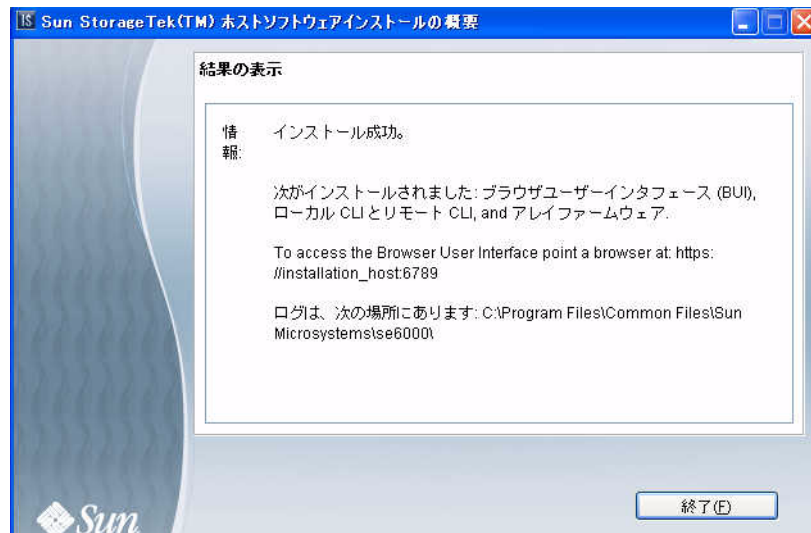 Sun StorageTek(TM) ホストソフトウェアインストールの概要
結果の表示
情報:
インストール成功。
次がインストールされました: ブラウザユーザーインタフェース (BUI),
ローカル CLI とリモート CLI, and アレイファームウェア.
To access the Browser User Interface point a browser at: https:
//installation_host:6789
ログは、次の場所にあります: C:\Program Files\Common Files\Sun
Microsystems\se6000\
Sun
終了(F)